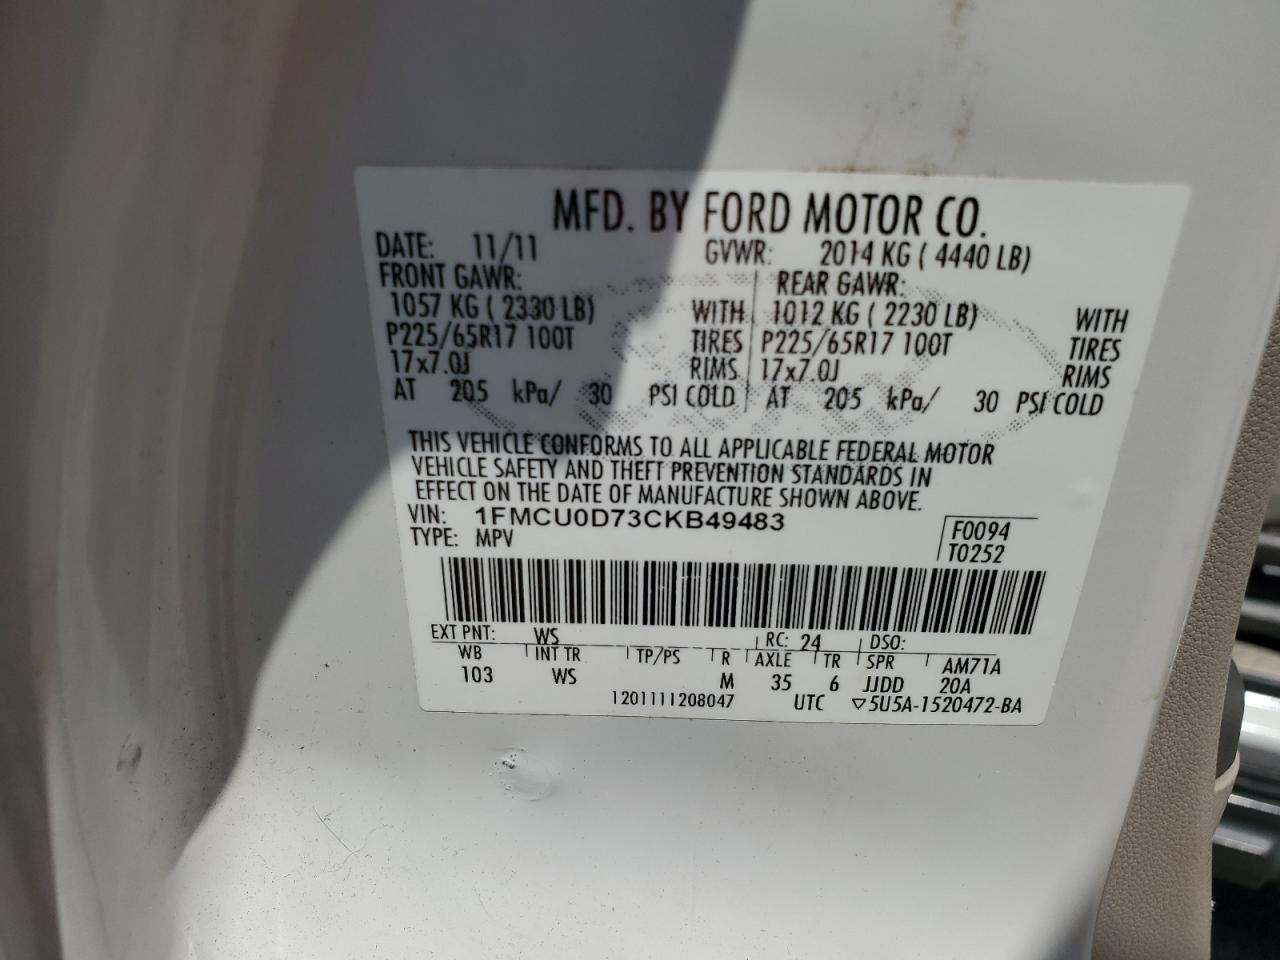 MFD. BY FORD MOTOR CO.
DATE: 11/11 GVWR: 2014 KG ( 4440 LB)
FRONT GAWR: REAR GAWR:
1057 KG ( 2330 LB) WITH 1012 KG ( 2230 LB) WITH
P225/65R17 100T TIRES P225/65R17 100T TIRES
17x7.0J RIMS 17x7.0J RIMS
AT 205 kPa/ 30 PSI COLD AT 205 kPa/ 30 PSI COLD
THIS VEHICLE CONFORMS TO ALL APPLICABLE FEDERAL MOTOR
VEHICLE SAFETY AND THEFT PREVENTION STANDARDS IN
EFFECT ON THE DATE OF MANUFACTURE SHOWN ABOVE.
VIN: 1FMCU0D73CKB49483 F0094
TYPE: MPV T0252
EXT PNT: WS RC: 24 DSO:
WB INT TR TP/PS R AXLE TR SPR AM71A
103 WS M 35 6 JJDD 20A
1201111208047 UTC ▽5U5A-1520472-BA